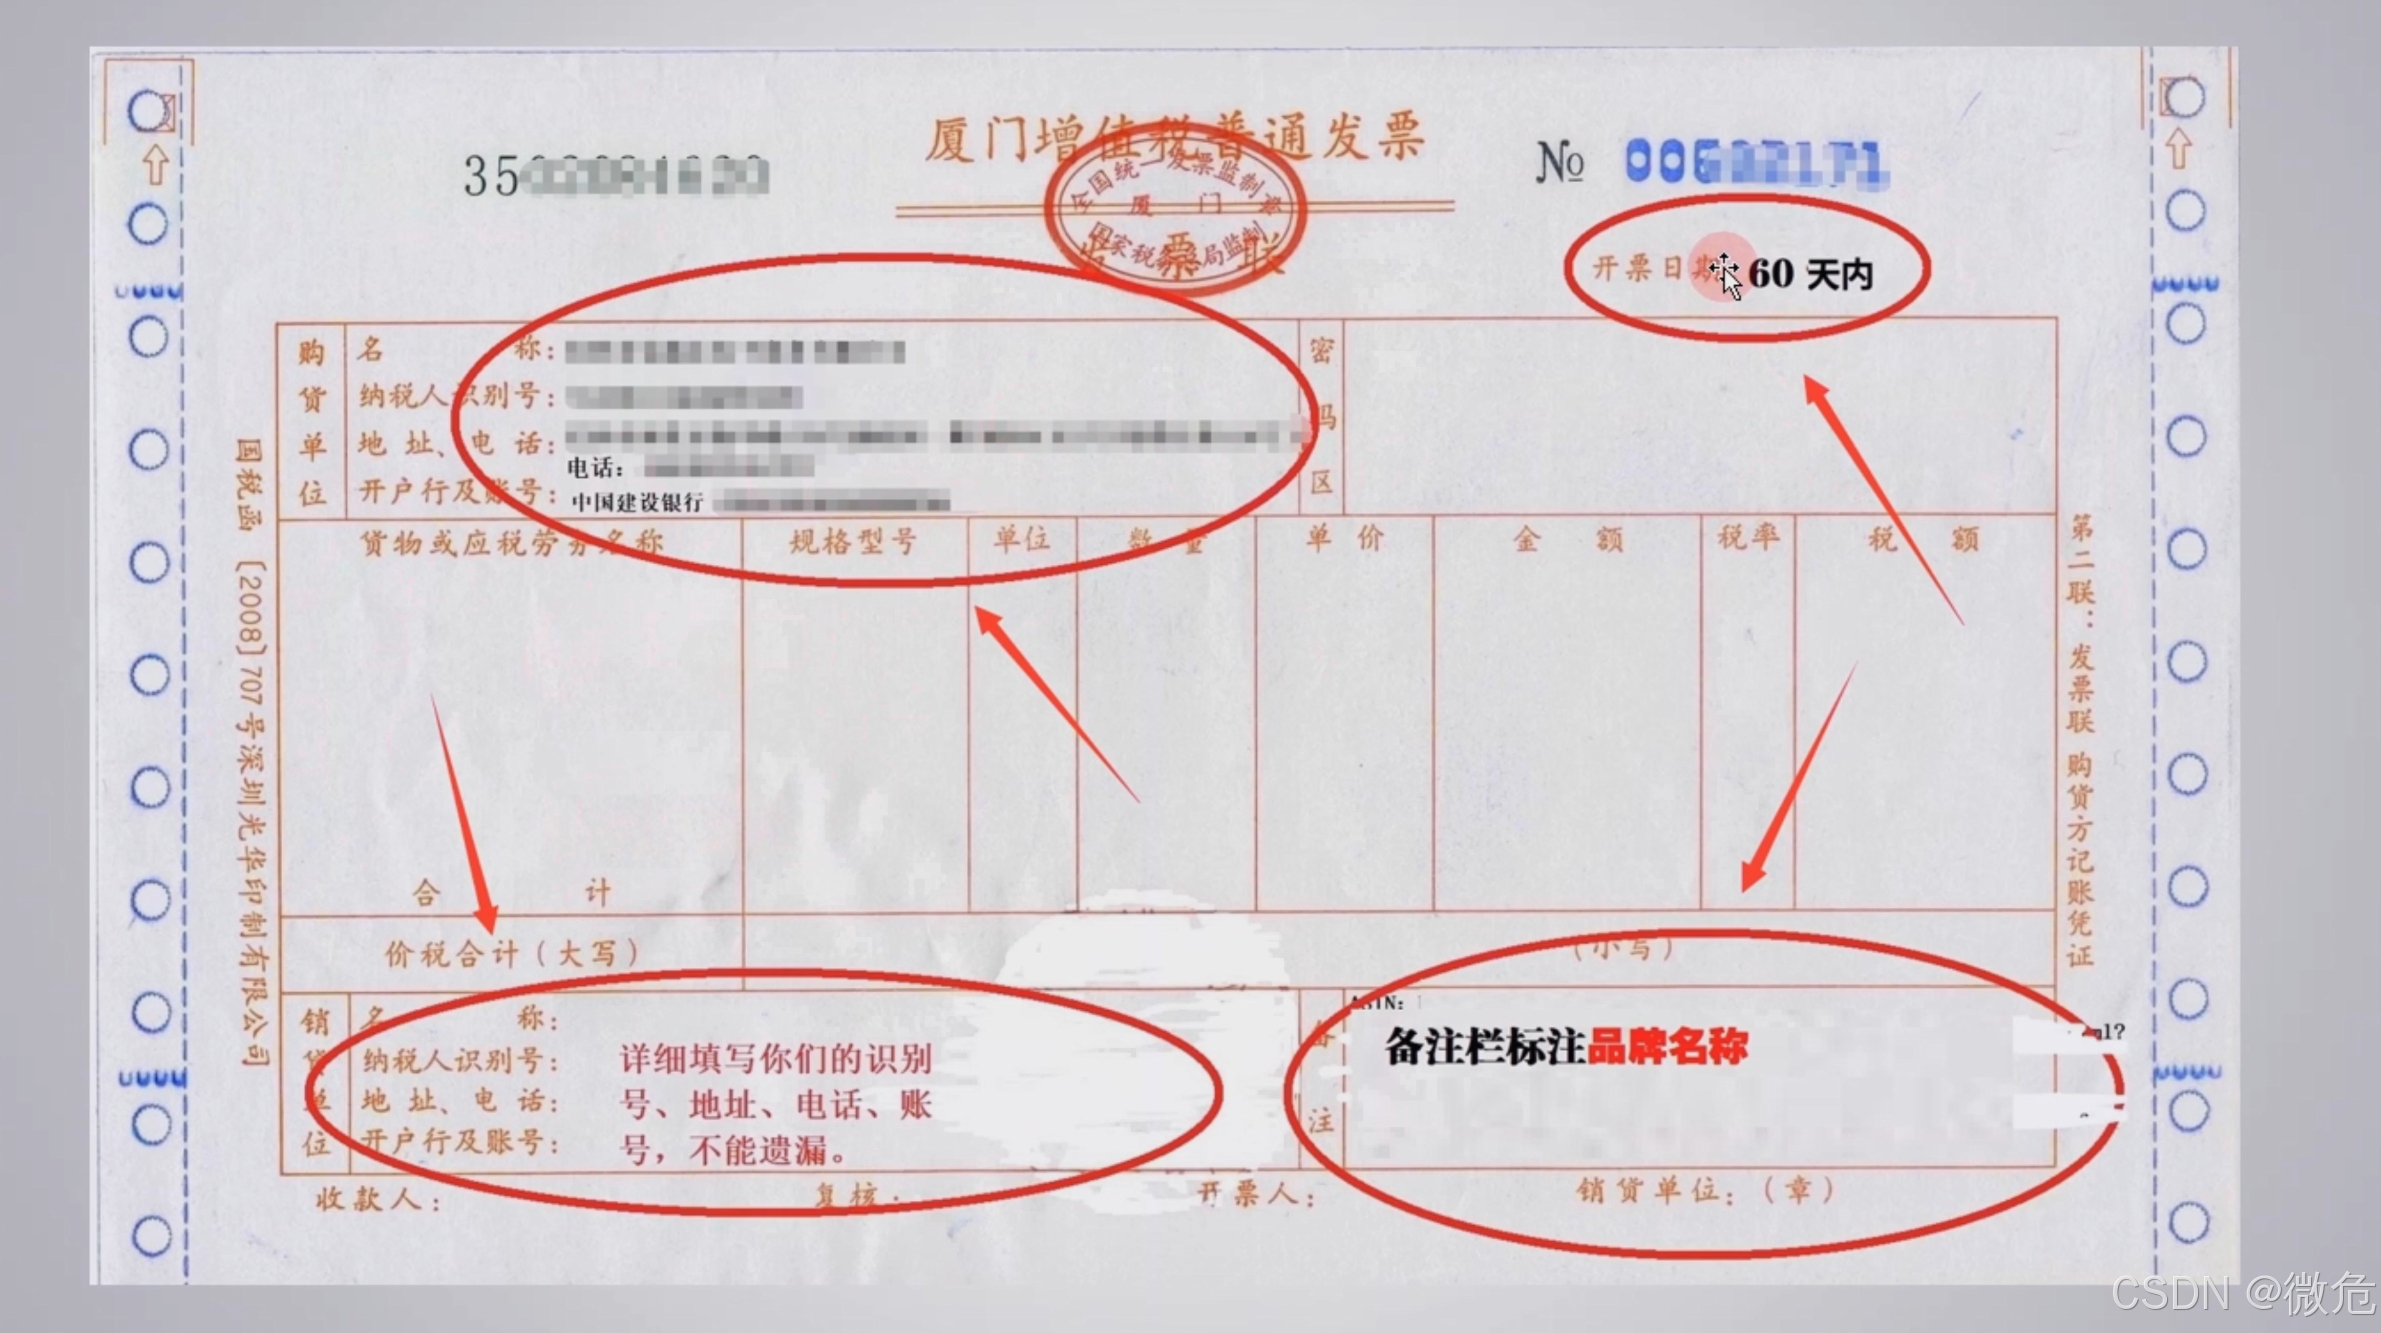 厦门增值税普通发票
35
№ 00
全国统一发票监制章
厦 门
国家税务局监制
发 票 联
开票日期 60 天内
购货单位
名 称：
纳税人识别号：
地 址、电 话：
电话：
开户行及账号： 中国建设银行
密码区
货物或应税劳务名称 规格型号 单位 数 量 单 价 金 额 税率 税 额
合 计
价税合计（大写） （小写）
销货单位
名 称：
纳税人识别号：
地 址、电 话：
开户行及账号：
详细填写你们的识别
号、地址、电话、账
号，不能遗漏。
备注
ASIN:
备注栏标注品牌名称
收款人： 复核： 开票人： 销货单位：（章）
国税函［2008］707号深圳光华印制有限公司
第二联：发票联 购货方记账凭证
CSDN @微危